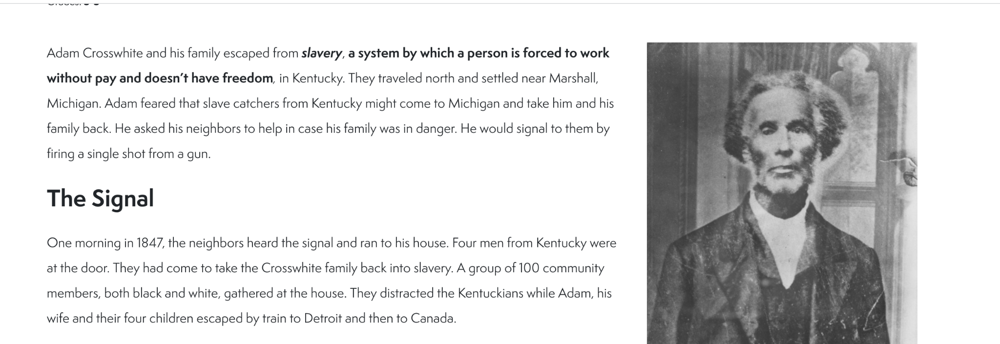 Adam Crosswhite and his family escaped from slavery, a system by which a person is forced to work
without pay and doesn't have freedom, in Kentucky. They traveled north and settled near Marshall,
Michigan. Adam feared that slave catchers from Kentucky might come to Michigan and take him and his
family back. He asked his neighbors to help in case his family was in danger. He would signal to them by
firing a single shot from a gun.
The Signal
One morning in 1847, the neighbors heard the signal and ran to his house. Four men from Kentucky were
at the door. They had come to take the Crosswhite family back into slavery. A group of 100 community
members, both black and white, gathered at the house. They distracted the Kentuckians while Adam, his
wife and their four children escaped by train to Detroit and then to Canada.